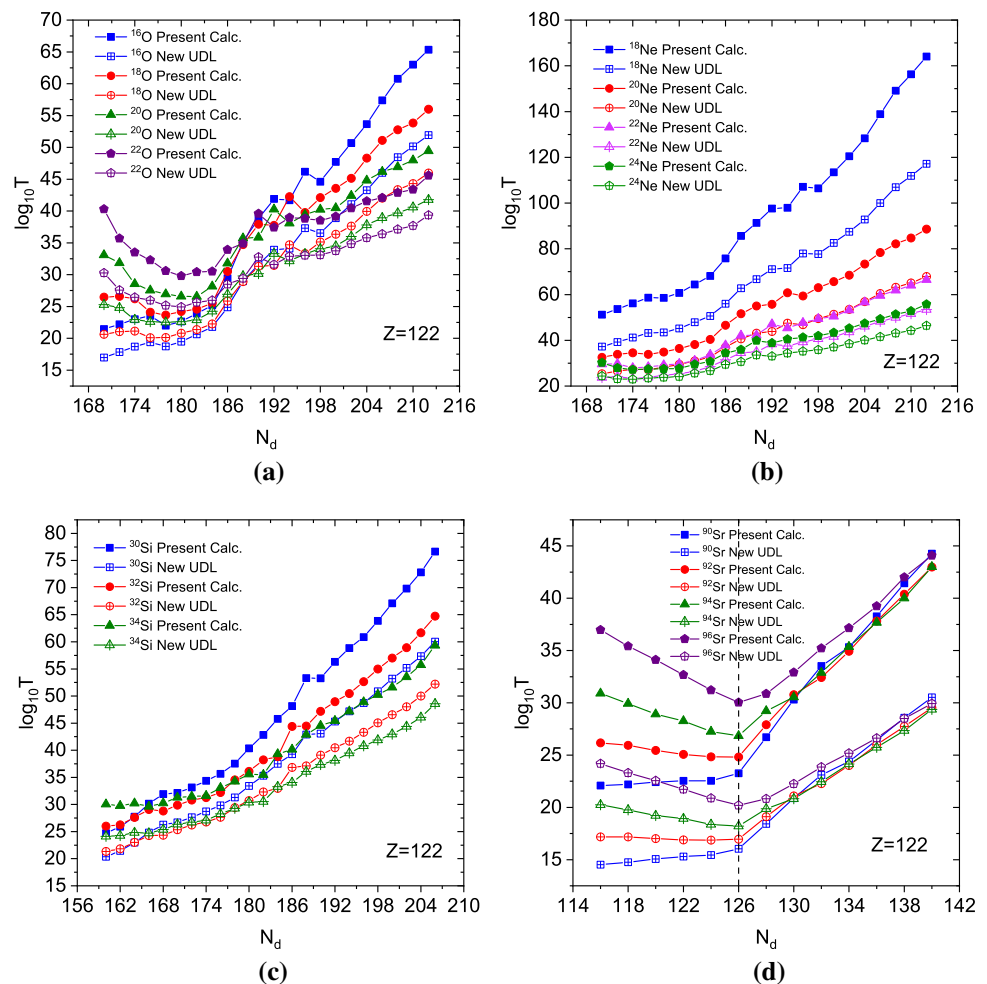 70
65
60
55
50
45
40
35
30
25
20
15
168 174 180 186 192 198 204 210 216
log₁₀T
N_d
¹⁶O Present Calc.
¹⁶O New UDL
¹⁸O Present Calc.
¹⁸O New UDL
²⁰O Present Calc.
²⁰O New UDL
²²O Present Calc.
²²O New UDL
Z=122
(a)
180
160
140
120
100
80
60
40
20
168 174 180 186 192 198 204 210 216
log₁₀T
N_d
¹⁸Ne Present Calc.
¹⁸Ne New UDL
²⁰Ne Present Calc.
²⁰Ne New UDL
²²Ne Present Calc.
²²Ne New UDL
²⁴Ne Present Calc.
²⁴Ne New UDL
Z=122
(b)
80
75
70
65
60
55
50
45
40
35
30
25
20
15
156 162 168 174 180 186 192 198 204 210
log₁₀T
N_d
³⁰Si Present Calc.
³⁰Si New UDL
³²Si Present Calc.
³²Si New UDL
³⁴Si Present Calc.
³⁴Si New UDL
Z=122
(c)
45
40
35
30
25
20
15
114 118 122 126 130 134 138 142
log₁₀T
N_d
⁹⁰Sr Present Calc.
⁹⁰Sr New UDL
⁹²Sr Present Calc.
⁹²Sr New UDL
⁹⁴Sr Present Calc.
⁹⁴Sr New UDL
⁹⁶Sr Present Calc.
⁹⁶Sr New UDL
Z=122
(d)